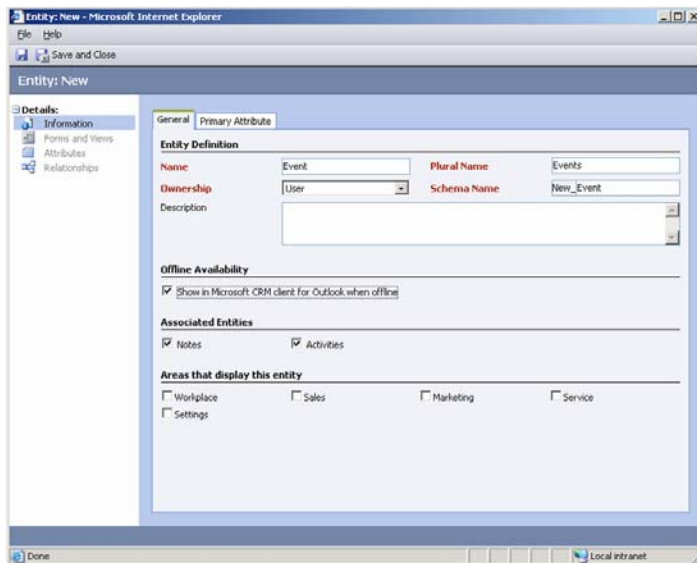 Entity: New - Microsoft Internet Explorer
File Help
Save and Close
Entity: New
Details:
Information
Forms and Views
Attributes
Relationships
General Primary Attribute
Entity Definition
Name Event Plural Name Events
Ownership User Schema Name New_Event
Description
Offline Availability
Show in Microsoft CRM client for Outlook when offline
Associated Entities
Notes Activities
Areas that display this entity
Workplace Sales Marketing Service
Settings
Done Local intranet